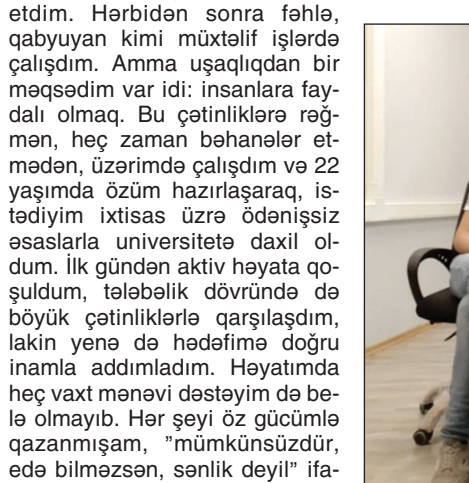 etdim. Hərbidən sonra fəhlə,
qabyuyan kimi müxtəlif işlərdə
çalışdım. Amma uşaqlıqdan bir
məqsədim var idi: insanlara fay-
dalı olmaq. Bu çətinliklərə rəğ-
mən, heç zaman bəhanələr et-
mədən, üzərimdə çalışdım və 22
yaşımda özüm hazırlaşaraq, is-
tədiyim ixtisas üzrə ödənişsiz
əsaslarla universitetə daxil ol-
dum. İlk gündən aktiv həyata qo-
şuldum, tələbəlik dövründə də
böyük çətinliklərlə qarşılaşdım,
lakin yenə də hədəfimə doğru
inamla addımladım. Həyatımda
heç vaxt mənəvi dəstəyim də be-
lə olmayıb. Hər şeyi öz gücümlə
qazanmışam, ”mümkünsüzdür,
edə bilməzsən, sənlik deyil” ifa-